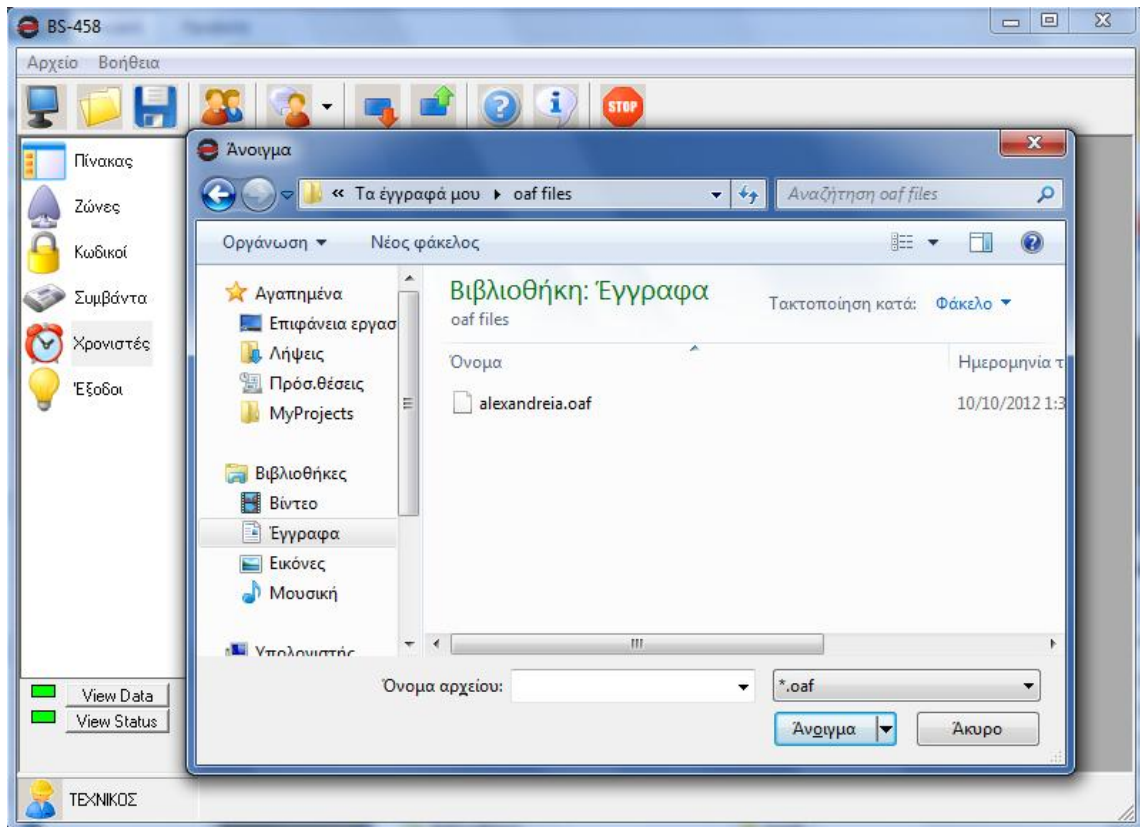 BS-458
Αρχείο Βοήθεια
STOP
Πίνακας
Ζώνες
Κωδικοί
Συμβάντα
Χρονιστές
Έξοδοι
View Data
View Status
ΤΕΧΝΙΚΟΣ
Άνοιγμα
« Τα έγγραφά μου ▸ oaf files
Αναζήτηση oaf files
Οργάνωση Νέος φάκελος
Αγαπημένα
Επιφάνεια εργασ
Λήψεις
Πρόσ.θέσεις
MyProjects
Βιβλιοθήκες
Βίντεο
Έγγραφα
Εικόνες
Μουσική
Υπολογιστής
Βιβλιοθήκη: Έγγραφα
oaf files
Τακτοποίηση κατά: Φάκελο
Όνομα Ημερομηνία τ
alexandreia.oaf 10/10/2012 1:3
Όνομα αρχείου: *.oaf
Άνοιγμα Άκυρο